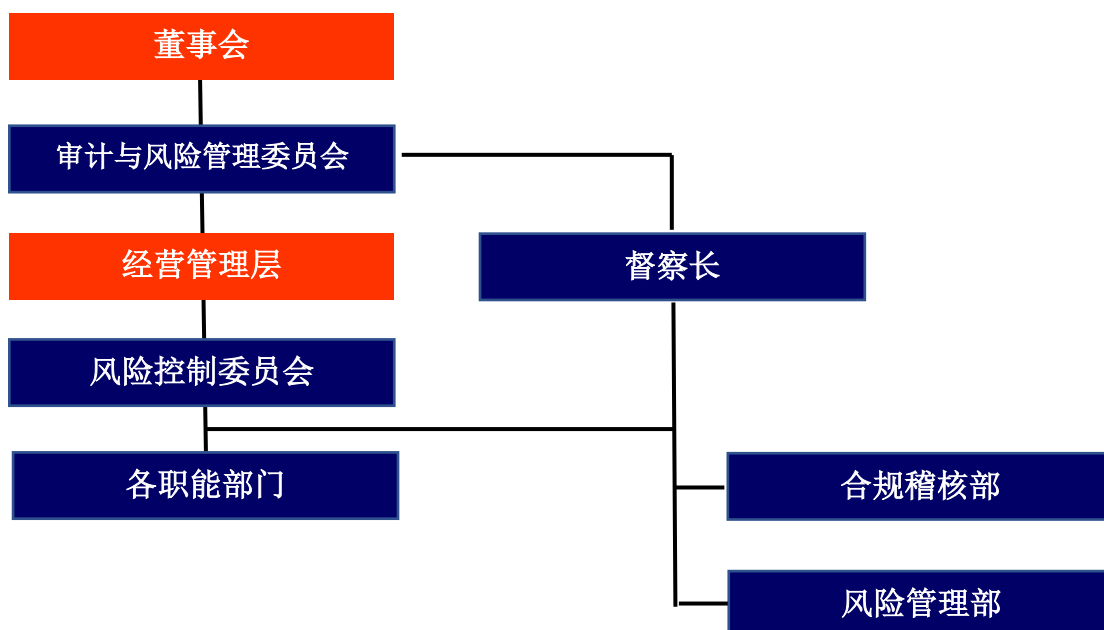 董事会
审计与风险管理委员会
经营管理层
督察长
风险控制委员会
各职能部门
合规稽核部
风险管理部